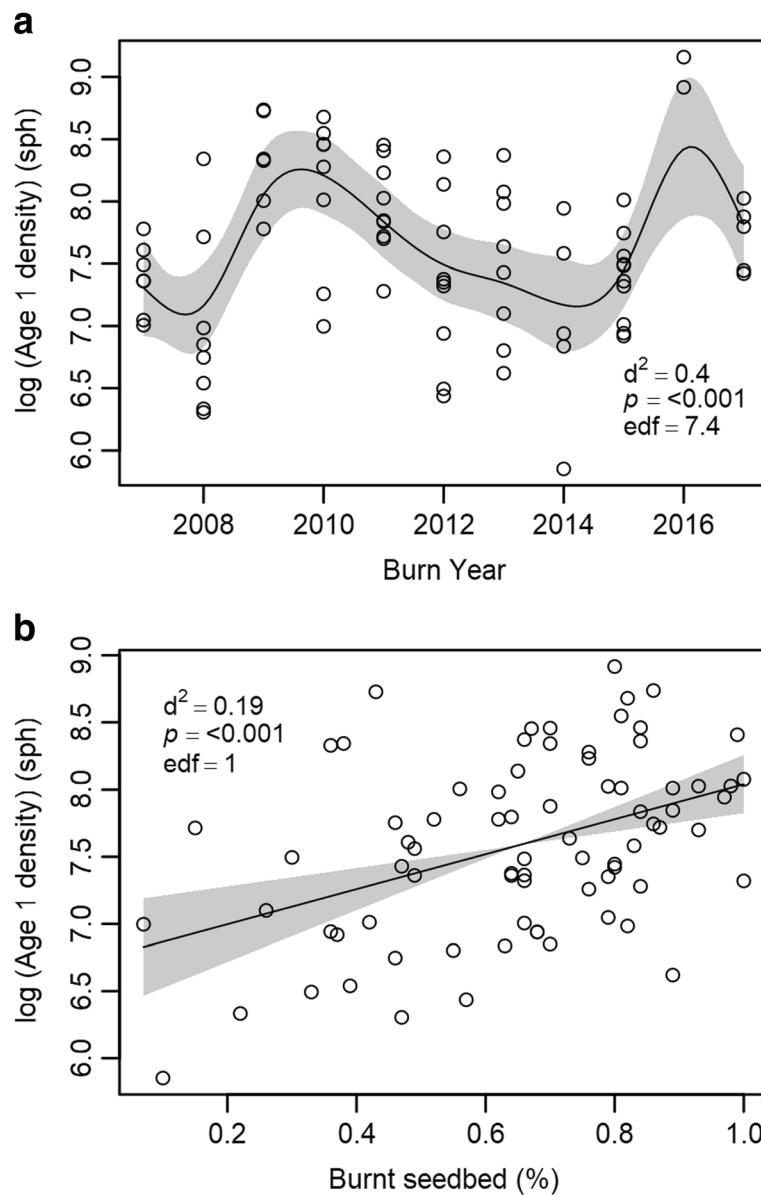 a
log (Age 1 density) (sph)
9.0
8.5
8.0
7.5
7.0
6.5
6.0
d² = 0.4
p = <0.001
edf = 7.4
2008 2010 2012 2014 2016
Burn Year
b
log (Age 1 density) (sph)
9.0
8.5
8.0
7.5
7.0
6.5
6.0
d² = 0.19
p = <0.001
edf = 1
0.2 0.4 0.6 0.8 1.0
Burnt seedbed (%)